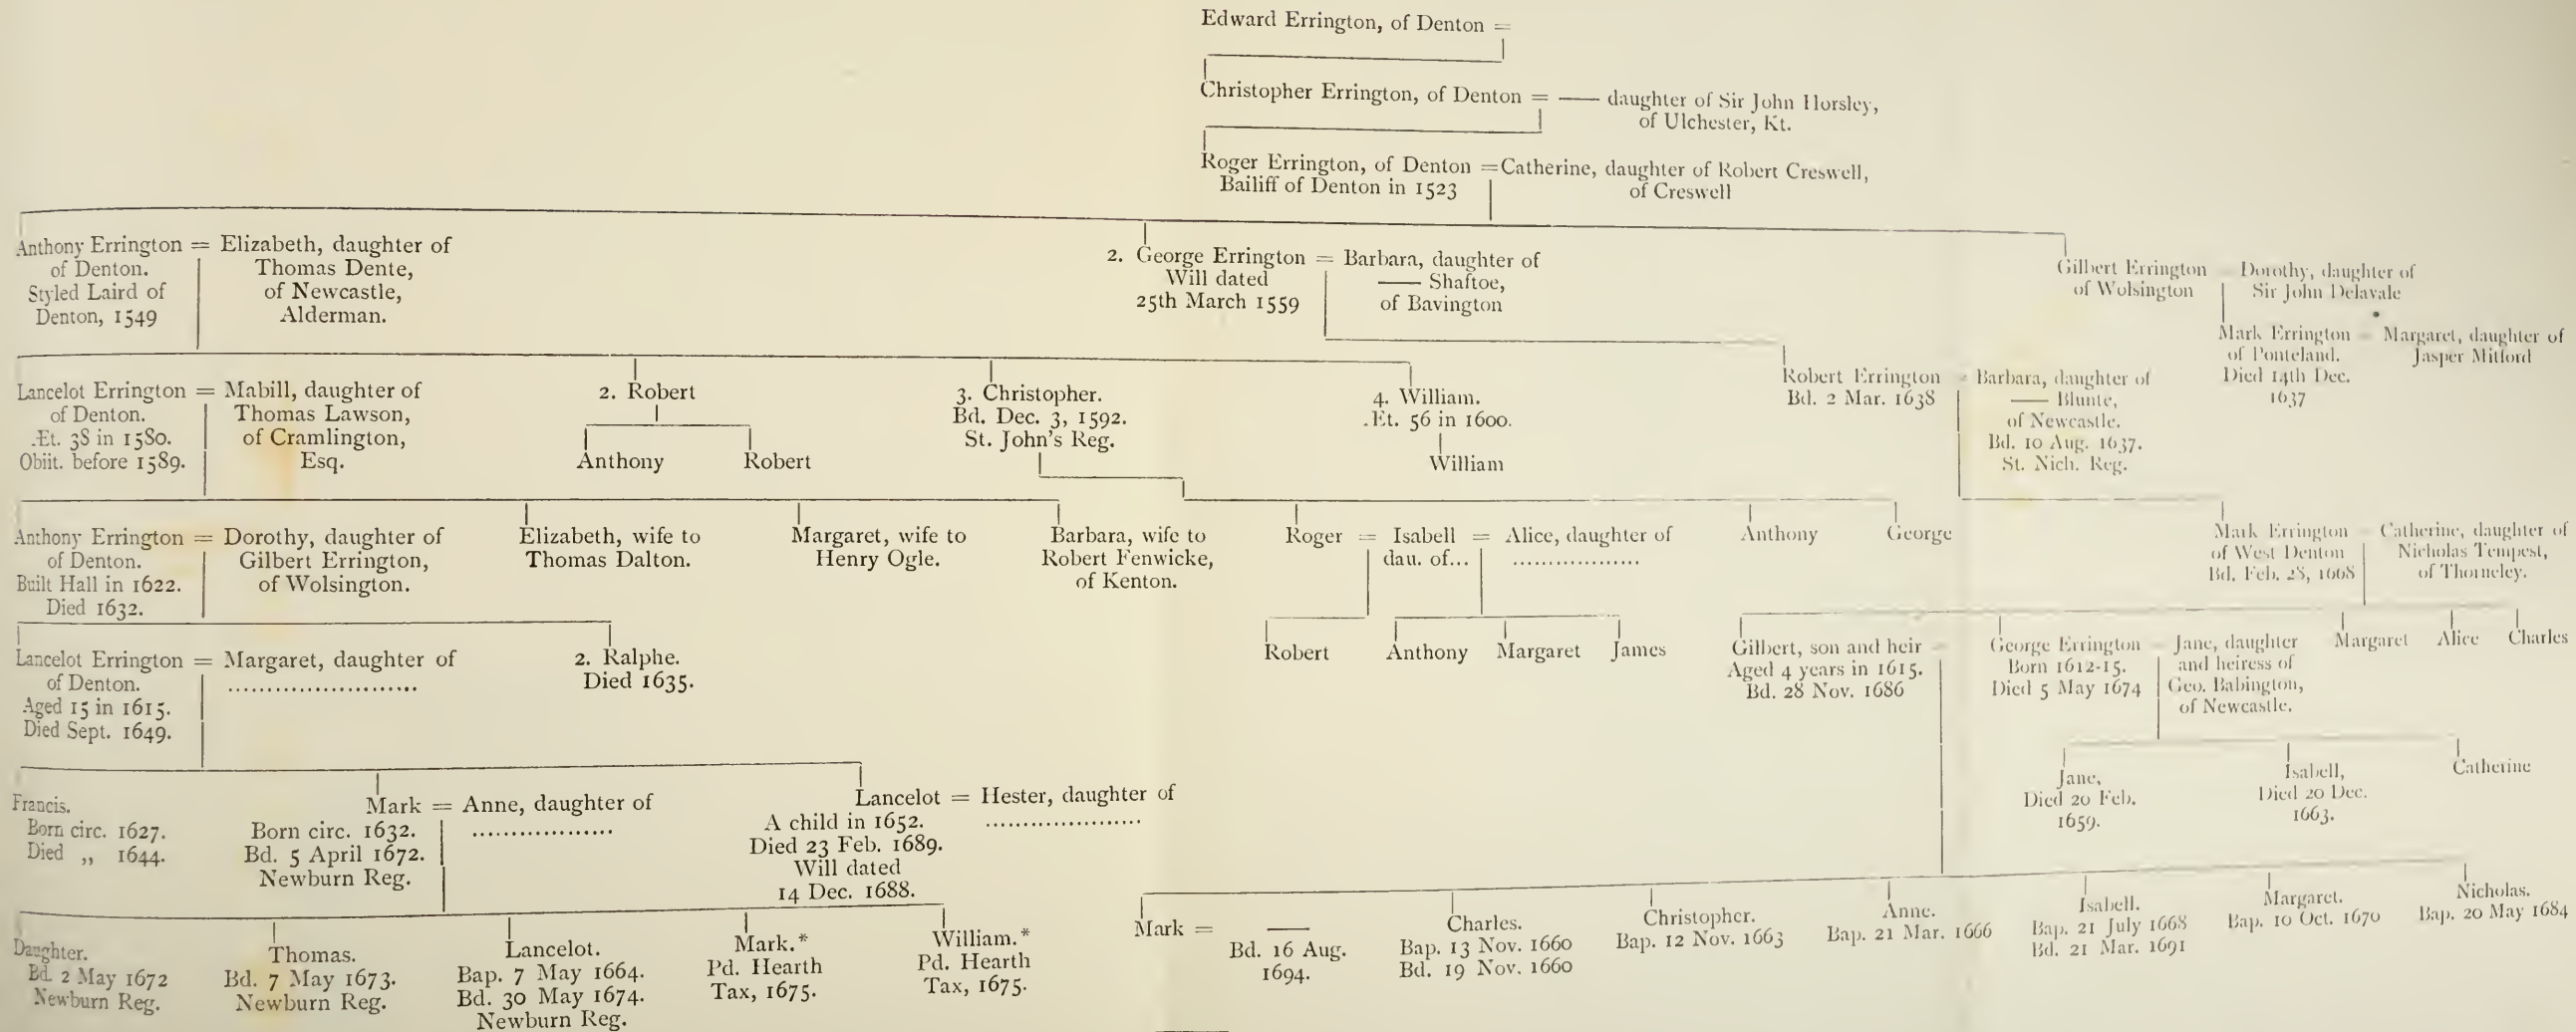 Edward Errington, of Denton =
Christopher Errington, of Denton = —— daughter of Sir John Horsley,
of Ulchester, Kt.
Roger Errington, of Denton =Catherine, daughter of Robert Creswell,
Bailiff of Denton in 1523
of Creswell
Anthony Errington = Elizabeth, daughter of
of Denton.
Thomas Dente,
Styled Laird of
of Newcastle,
Denton, 1549
Alderman.
2. George Errington = Barbara, daughter of
Will dated
—— Shaftoe,
25th March 1559
of Bavington
Gilbert Errington = Dorothy, daughter of
of Wolsington
Sir John Delavale
Mark Errington = Margaret, daughter of
of Ponteland.
Jasper Mitford
Died 14th Dec.
1637
Lancelot Errington = Mabill, daughter of
of Denton.
Thomas Lawson,
Æt. 38 in 1580.
of Cramlington,
Obiit. before 1589.
Esq.
2. Robert
Anthony
Robert
3. Christopher.
Bd. Dec. 3, 1592.
St. John's Reg.
4. William.
Æt. 56 in 1600.
William
Robert Errington = Barbara, daughter of
Bd. 2 Mar. 1638
—— Blunte,
of Newcastle.
Bd. 10 Aug. 1637.
St. Nich. Reg.
Anthony Errington = Dorothy, daughter of
of Denton.
Gilbert Errington,
Built Hall in 1622.
of Wolsington.
Died 1632.
Elizabeth, wife to
Thomas Dalton.
Margaret, wife to
Henry Ogle.
Barbara, wife to
Robert Fenwicke,
of Kenton.
Roger = Isabell = Alice, daughter of
dau. of... ..................
Anthony
George
Mark Errington = Catherine, daughter of
of West Denton
Nicholas Tempest,
Bd. Feb. 28, 1668
of Thorneley.
Robert
Anthony
Margaret
James
Lancelot Errington = Margaret, daughter of
of Denton. ........................
Aged 15 in 1615.
Died Sept. 1649.
2. Ralphe.
Died 1635.
Gilbert, son and heir =
Aged 4 years in 1615.
Bd. 28 Nov. 1686
George Errington = Jane, daughter
Born 1612-15.
and heiress of
Died 5 May 1674
Geo. Babington,
of Newcastle.
Margaret
Alice
Charles
Jane,
Died 20 Feb.
1659.
Isabell,
Died 20 Dec.
1663.
Catherine
Francis.
Born circ. 1627.
Died ,, 1644.
Mark = Anne, daughter of
Born circ. 1632. ..................
Bd. 5 April 1672.
Newburn Reg.
Lancelot = Hester, daughter of
A child in 1652. ......................
Died 23 Feb. 1689.
Will dated
14 Dec. 1688.
Daughter.
Bd. 2 May 1672
Newburn Reg.
Thomas.
Bd. 7 May 1673.
Newburn Reg.
Lancelot.
Bap. 7 May 1664.
Bd. 30 May 1674.
Newburn Reg.
Mark.*
Pd. Hearth
Tax, 1675.
William.*
Pd. Hearth
Tax, 1675.
Mark = ——
Bd. 16 Aug.
1694.
Charles.
Bap. 13 Nov. 1660
Bd. 19 Nov. 1660
Christopher.
Bap. 12 Nov. 1663
Anne.
Bap. 21 Mar. 1666
Isabell.
Bap. 21 July 1668
Bd. 21 Mar. 1691
Margaret.
Bap. 10 Oct. 1670
Nicholas.
Bap. 20 May 1684